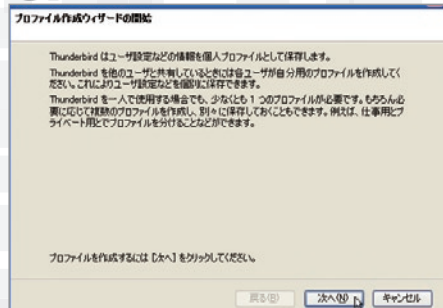 プロファイル作成ウィザードの開始
Thunderbird はユーザ設定などの情報を個人プロファイルとして保存します。
Thunderbird を他のユーザと共有しているときには各ユーザが自分用のプロファイルを作成してく
ださい。これによりユーザ設定などを個別に保存できます。
Thunderbird を一人で使用する場合でも、少なくとも 1 つのプロファイルが必要です。もちろん必
要に応じて複数のプロファイルを作成し、別々に保存しておくこともできます。例えば、仕事用とプ
ライベート用とでプロファイルを分けることなどができます。
プロファイルを作成するには [次へ] をクリックしてください。
戻る(B) 次へ(N) キャンセル